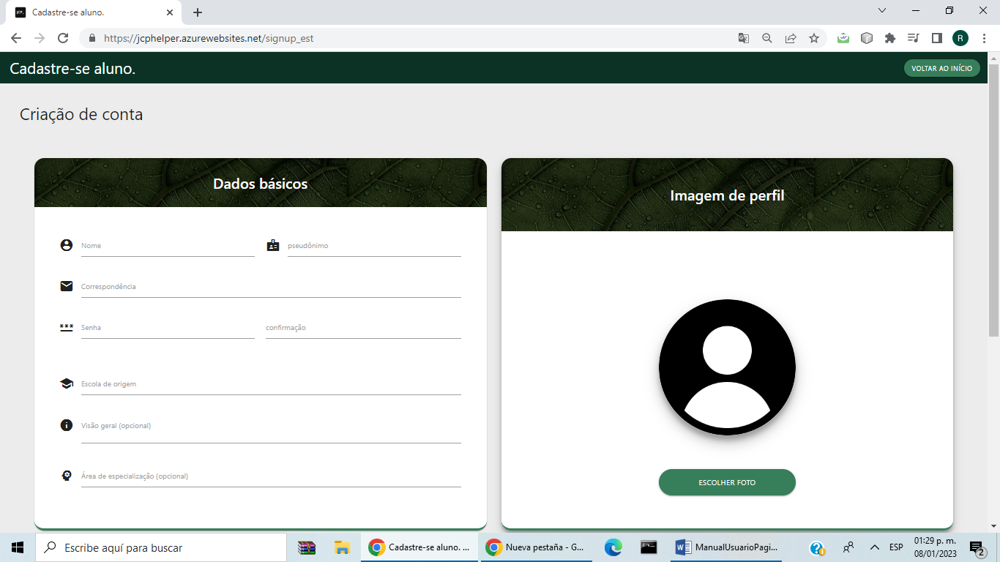 Cadastre-se aluno.
https://jcphelper.azurewebsites.net/signup_est
R
Cadastre-se aluno.
VOLTAR AO INÍCIO
Criação de conta
Dados básicos
Nome
pseudônimo
Correspondência
Senha
confirmação
Escola de origem
Visão geral (opcional)
Área de especialização (opcional)
Imagem de perfil
ESCOLHER FOTO
Escribe aquí para buscar
Cadastre-se aluno. ...
Nueva pestaña - G...
ManualUsuarioPagi...
ESP
01:29 p. m.
08/01/2023
2